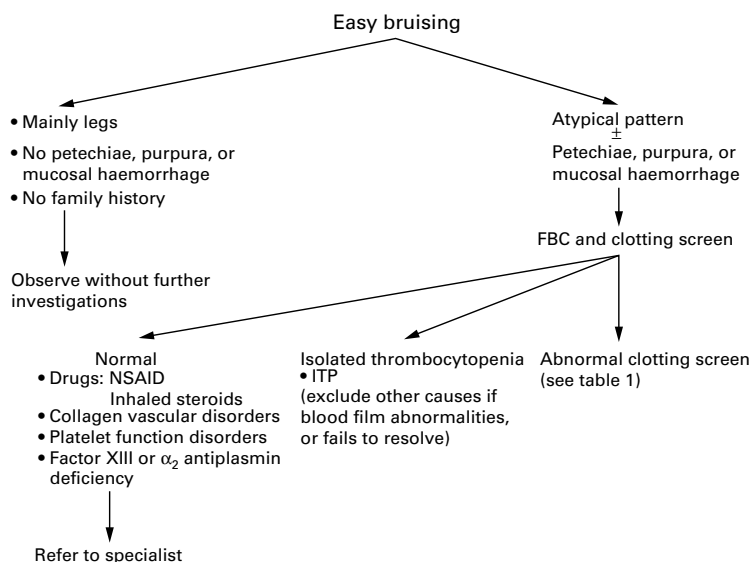 Easy bruising
• Mainly legs
• No petechiae, purpura, or
mucosal haemorrhage
• No family history
Observe without further
investigations
Atypical pattern
±
Petechiae, purpura, or
mucosal haemorrhage
FBC and clotting screen
Normal
• Drugs: NSAID
Inhaled steroids
• Collagen vascular disorders
• Platelet function disorders
• Factor XIII or α₂ antiplasmin
deficiency
Refer to specialist
Isolated thrombocytopenia
• ITP
(exclude other causes if
blood film abnormalities,
or fails to resolve)
Abnormal clotting screen
(see table 1)